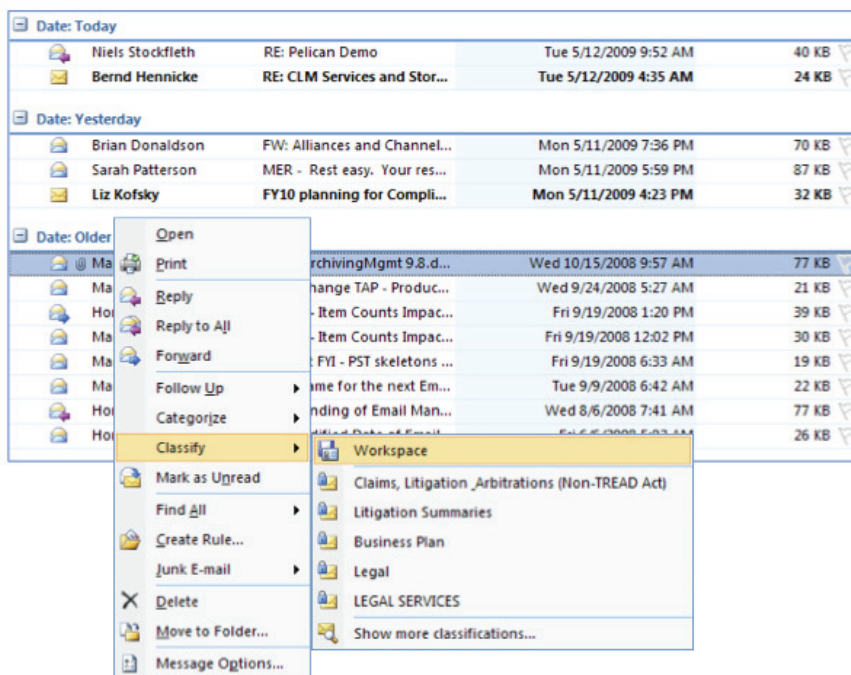 Date: Today
Niels Stockfleth RE: Pelican Demo Tue 5/12/2009 9:52 AM 40 KB
Bernd Hennicke RE: CLM Services and Stor... Tue 5/12/2009 4:35 AM 24 KB
Date: Yesterday
Brian Donaldson FW: Alliances and Channel... Mon 5/11/2009 7:36 PM 70 KB
Sarah Patterson MER - Rest easy. Your res... Mon 5/11/2009 5:59 PM 87 KB
Liz Kofsky FY10 planning for Compli... Mon 5/11/2009 4:23 PM 32 KB
Date: Older
Ma rchivingMgmt 9.8.d... Wed 10/15/2008 9:57 AM 77 KB
Ma hange TAP - Produc... Wed 9/24/2008 5:27 AM 21 KB
Hor - Item Counts Impac... Fri 9/19/2008 1:20 PM 39 KB
Ma - Item Counts Impac... Fri 9/19/2008 12:02 PM 30 KB
Ma FYI - PST skeletons ... Fri 9/19/2008 6:33 AM 19 KB
Ma me for the next Em... Tue 9/9/2008 6:42 AM 22 KB
Hor nding of Email Man... Wed 8/6/2008 7:41 AM 77 KB
Hor 26 KB
Open
Print
Reply
Reply to All
Forward
Follow Up
Categorize
Classify
Mark as Unread
Find All
Create Rule...
Junk E-mail
Delete
Move to Folder...
Message Options...
Workspace
Claims, Litigation ,Arbitrations (Non-TREAD Act)
Litigation Summaries
Business Plan
Legal
LEGAL SERVICES
Show more classifications...